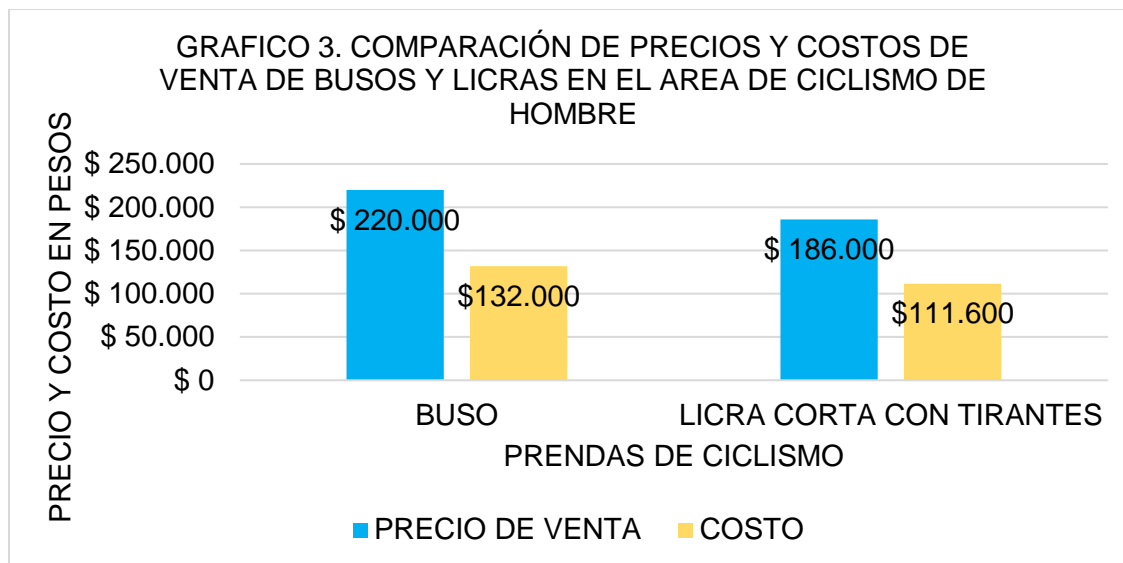 GRAFICO 3. COMPARACIÓN DE PRECIOS Y COSTOS DE
VENTA DE BUSOS Y LICRAS EN EL AREA DE CICLISMO DE
HOMBRE
PRECIO Y COSTO EN PESOS
$ 250.000
$ 200.000
$ 150.000
$ 100.000
$ 50.000
$ 0
$ 220.000
$132.000
$ 186.000
$111.600
BUSO
LICRA CORTA CON TIRANTES
PRENDAS DE CICLISMO
PRECIO DE VENTA
COSTO